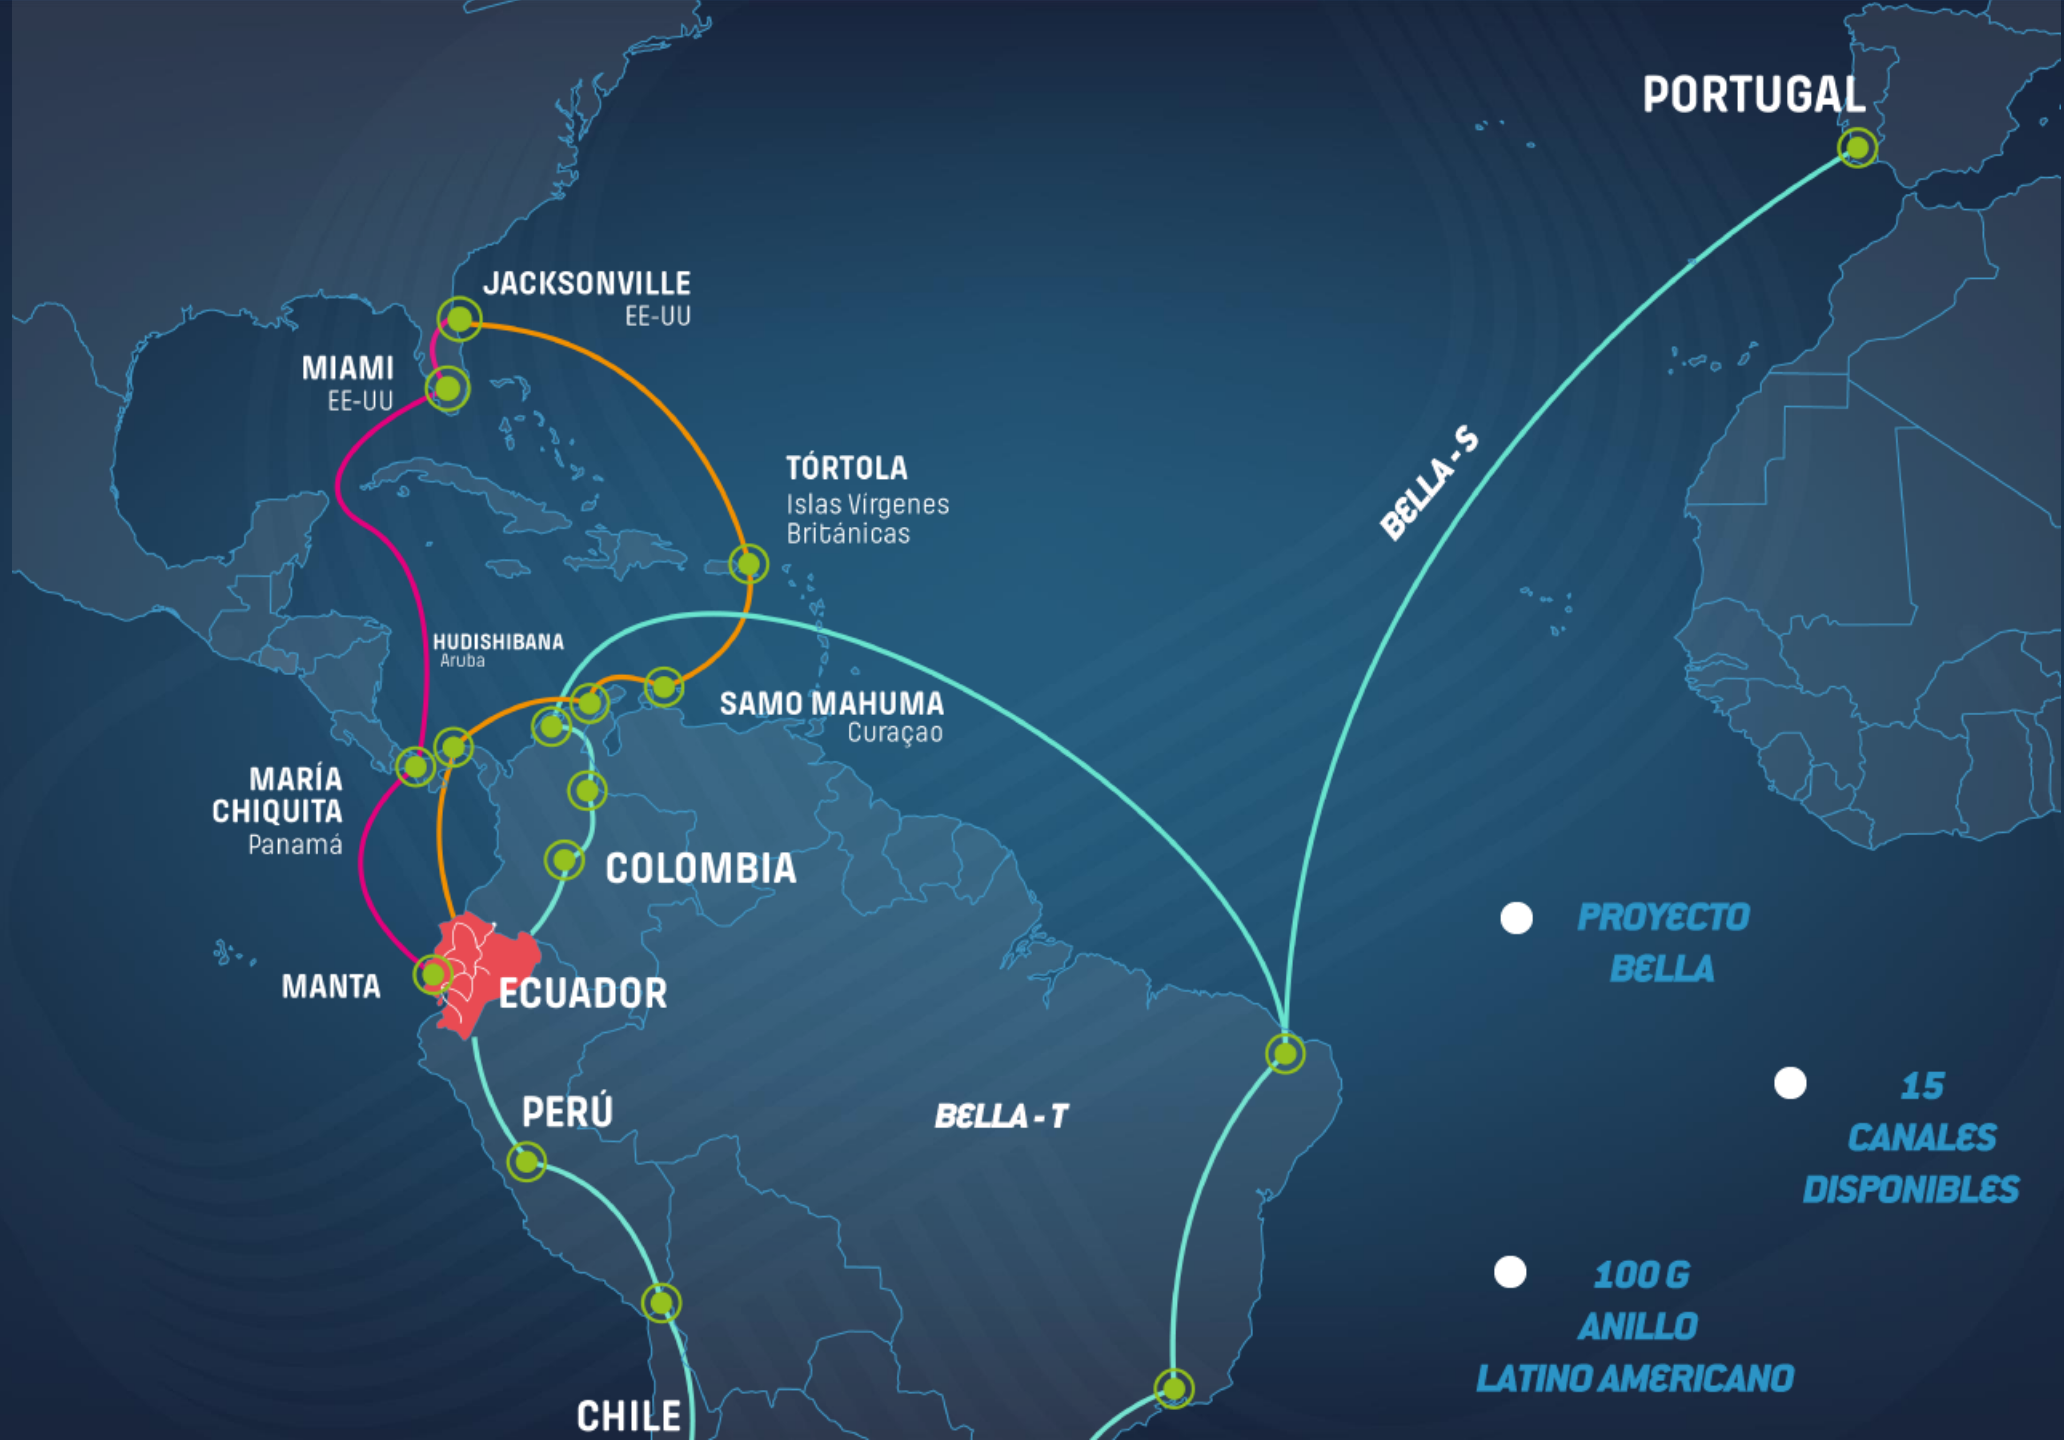 PORTUGAL
JACKSONVILLE
EE-UU
MIAMI
EE-UU
TÓRTOLA
Islas Vírgenes
Británicas
BELLA - S
HUDISHIBANA
Aruba
SAMO MAHUMA
Curaçao
MARÍA
CHIQUITA
Panamá
COLOMBIA
MANTA
ECUADOR
PERÚ
BELLA - T
CHILE
PROYECTO
BELLA
15
CANALES
DISPONIBLES
100 G
ANILLO
LATINO AMERICANO